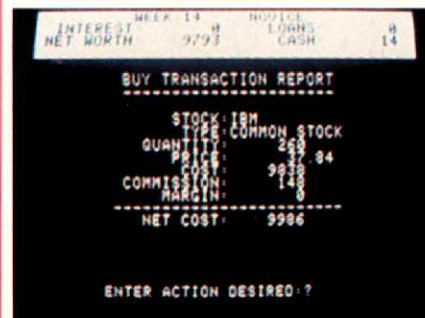 WEEK 14 NOVICE
INTEREST 0 LOANS 0
NET WORTH 9793 CASH 14
BUY TRANSACTION REPORT
STOCK: IBM
TYPE: COMMON STOCK
QUANTITY: 260
PRICE: 37.84
COST: 9838
COMMISSION: 148
MARGIN: 0
NET COST: 9986
ENTER ACTION DESIRED:?